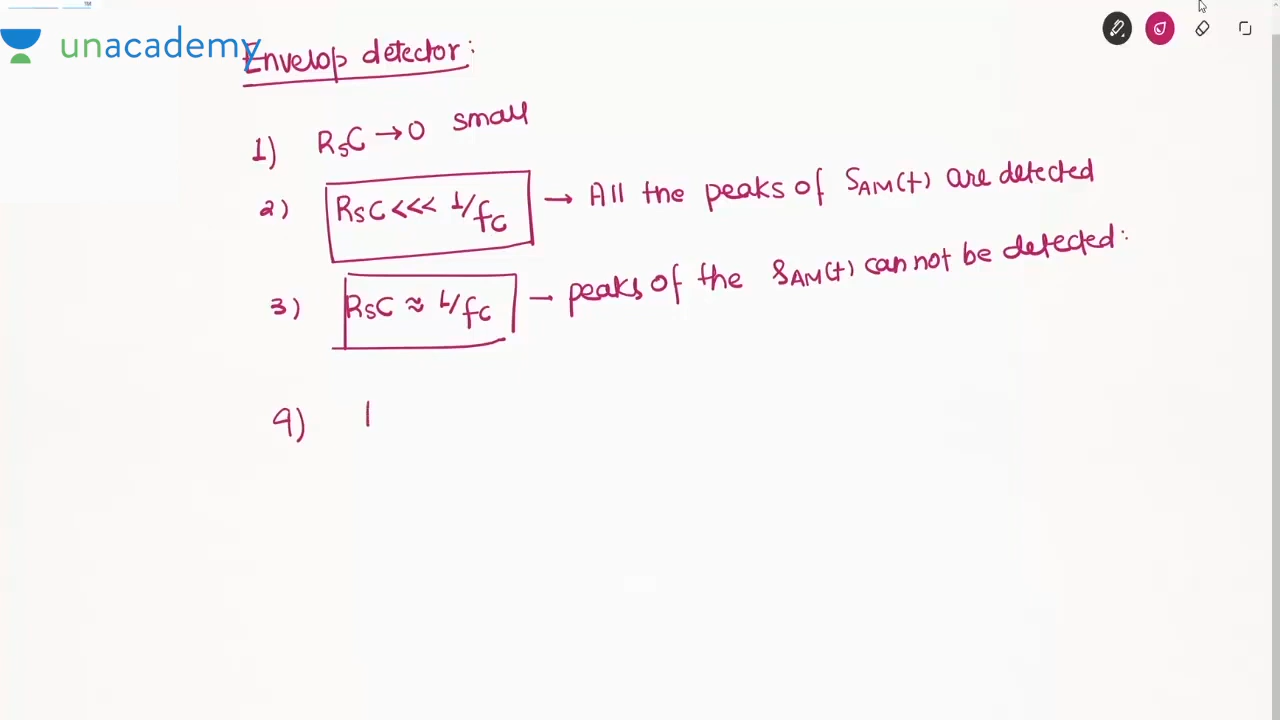 unacademy
Envelop detector:
1) RsC → 0 small
2) RsC <<< 1/fc → All the peaks of SAM(t) are detected
3) RsC ≈ 1/fc → peaks of the SAM(t) can not be detected:
4)